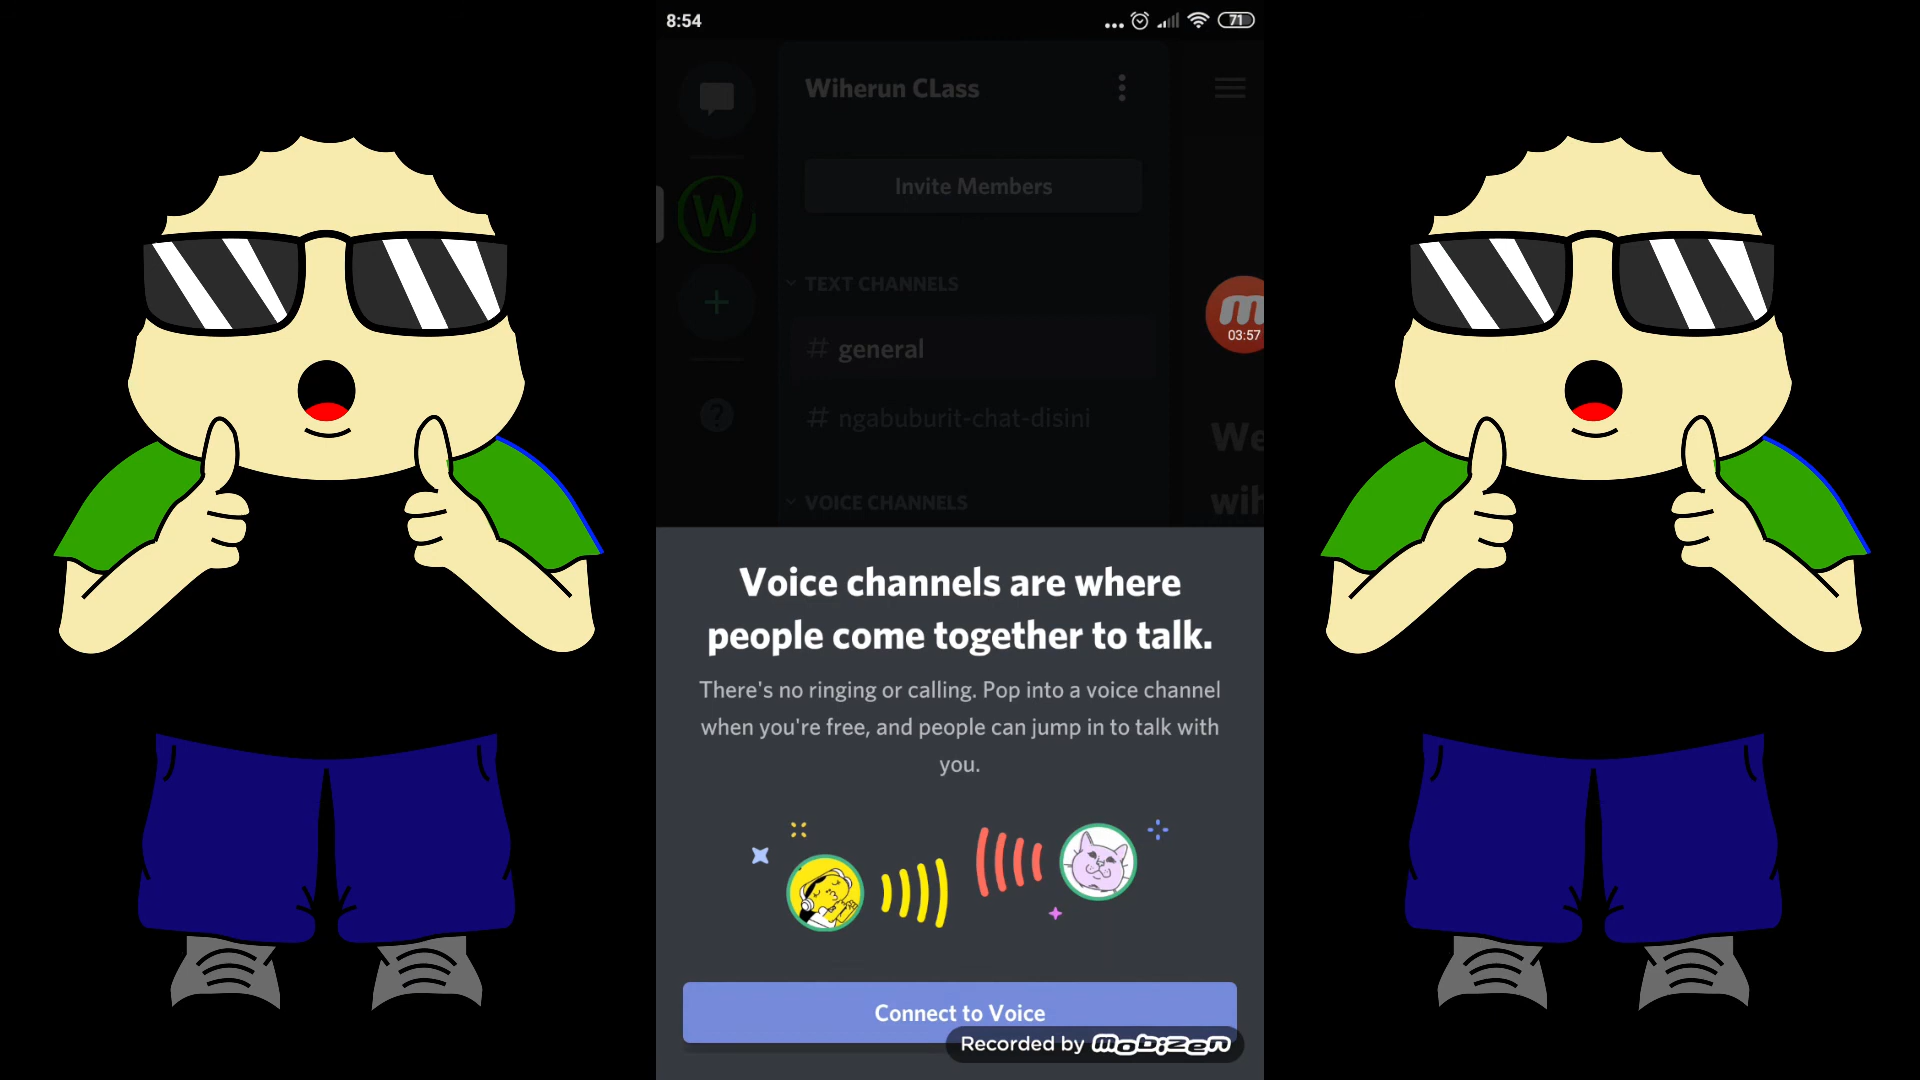 8:54
71
Wiherun CLass
Invite Members
W
TEXT CHANNELS
# general
# ngabuburit-chat-disini
VOICE CHANNELS
m
03:57
We
wih
Voice channels are where
people come together to talk.
There's no ringing or calling. Pop into a voice channel
when you're free, and people can jump in to talk with
you.
Connect to Voice
Recorded by mobizen